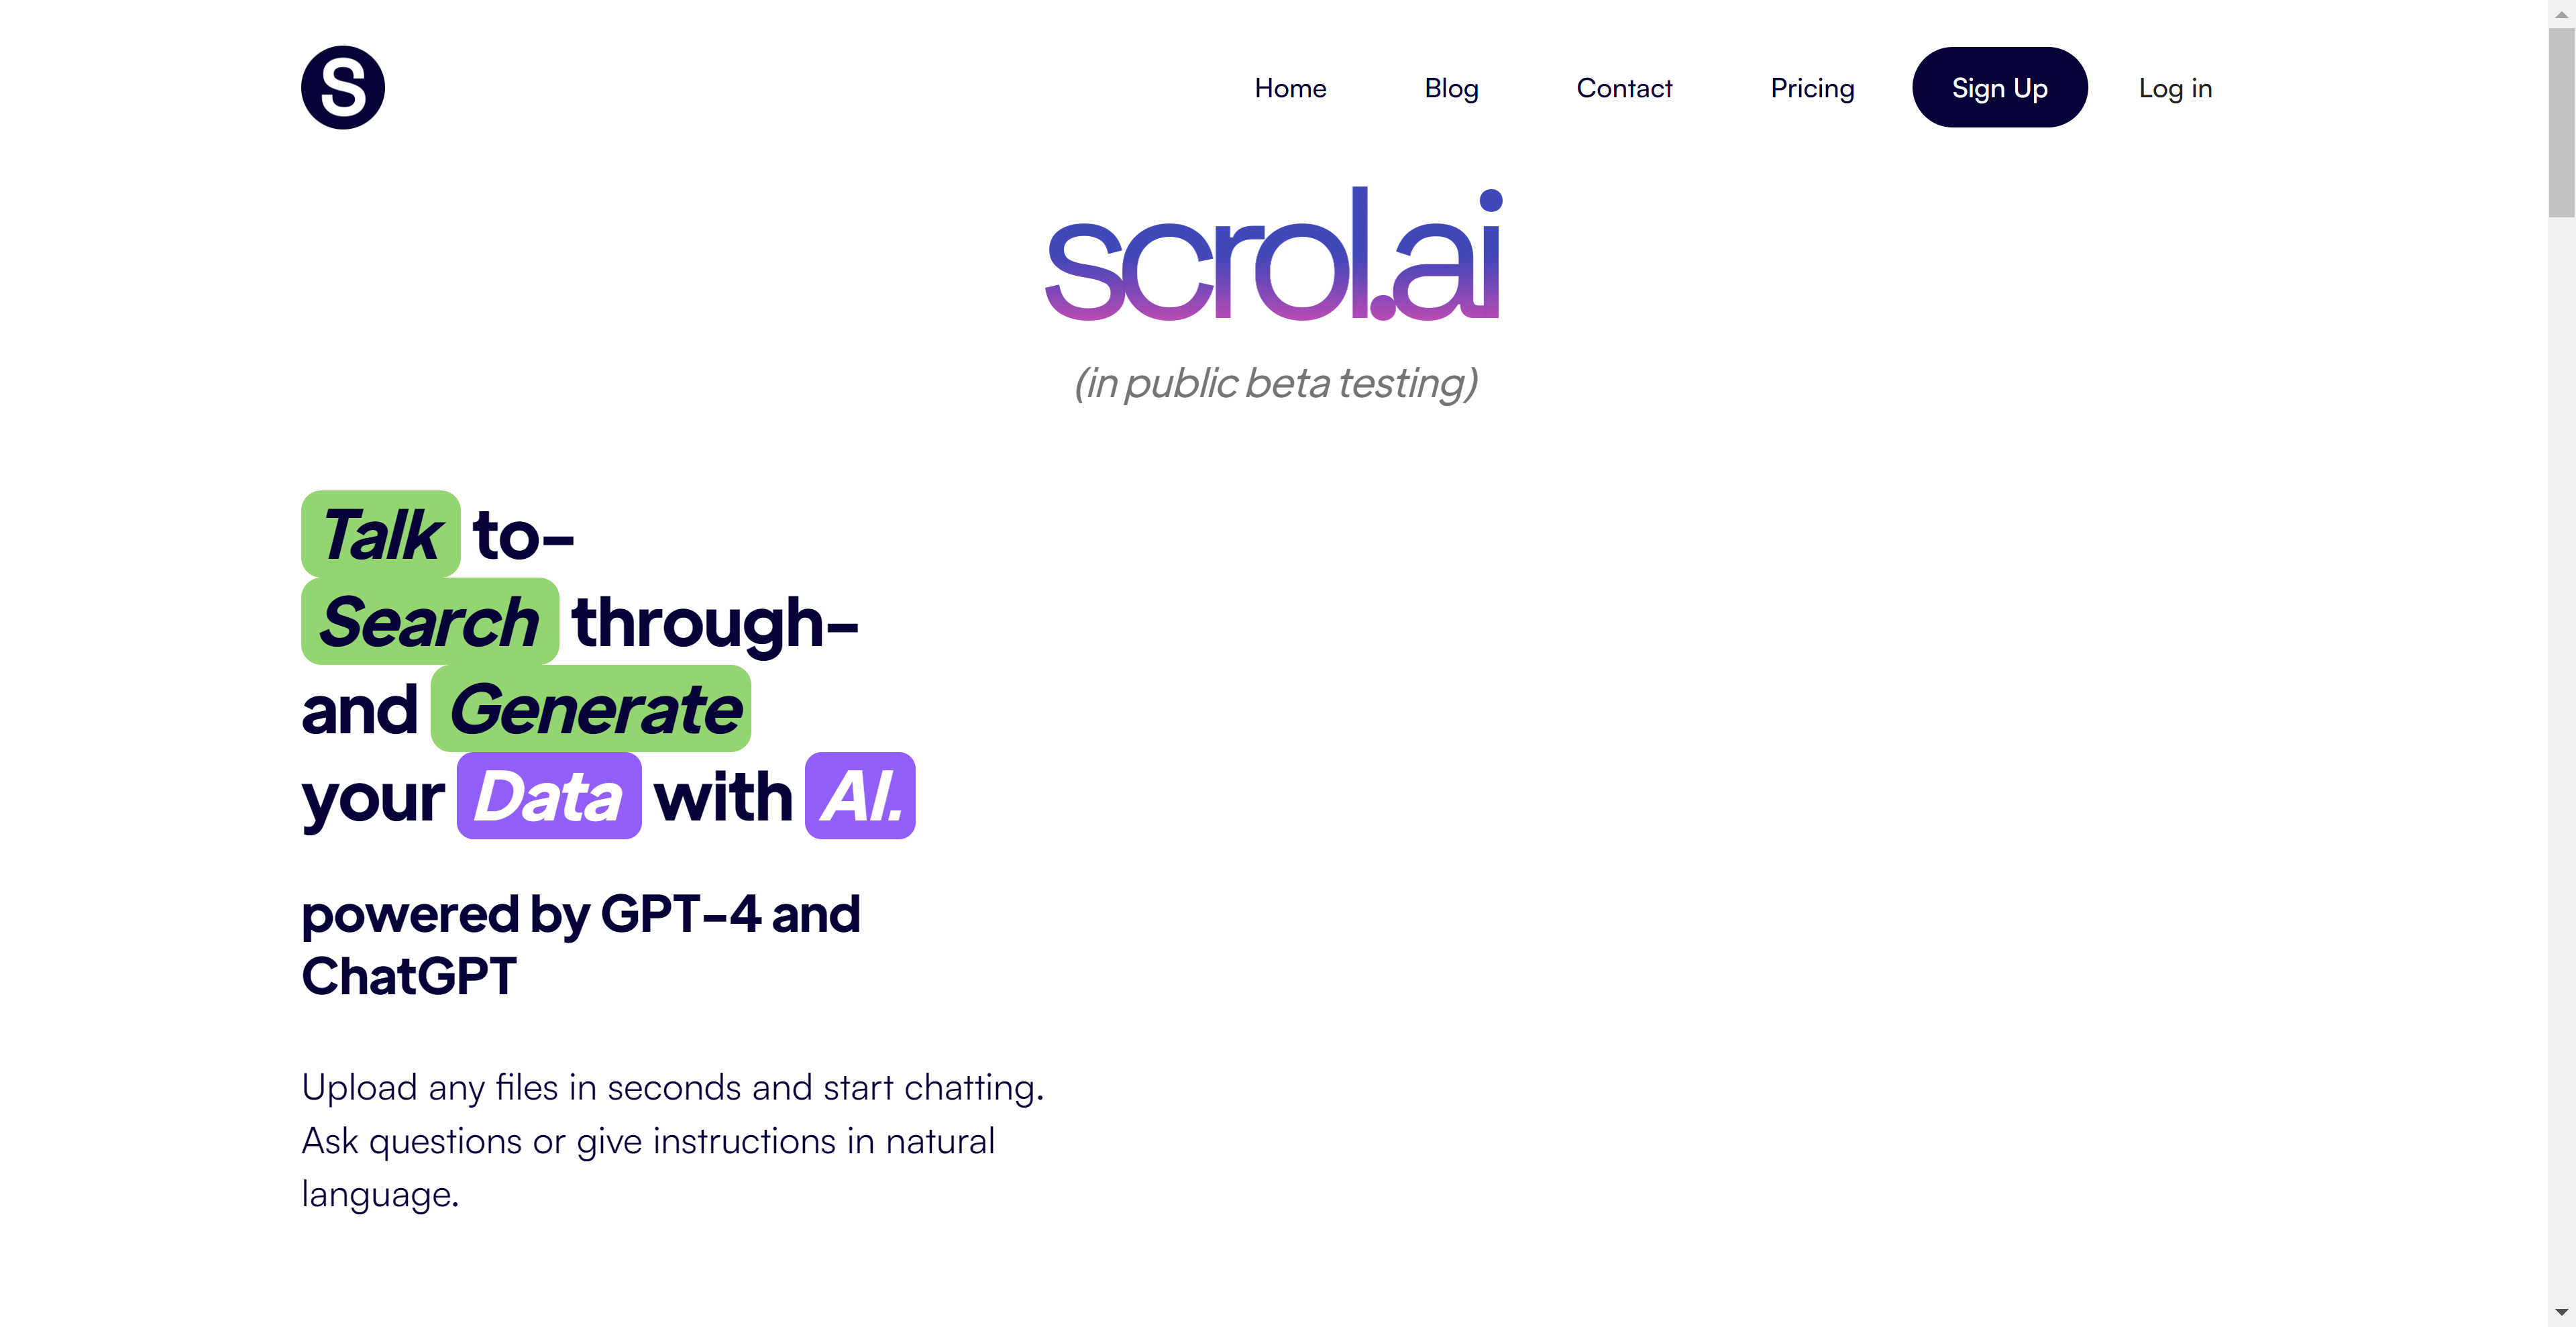 S
Home Blog Contact Pricing Sign Up Log in
scrol.ai
(in public beta testing)
Talk to-
Search through-
and Generate
your Data with AI.
powered by GPT-4 and
ChatGPT
Upload any files in seconds and start chatting.
Ask questions or give instructions in natural
language.